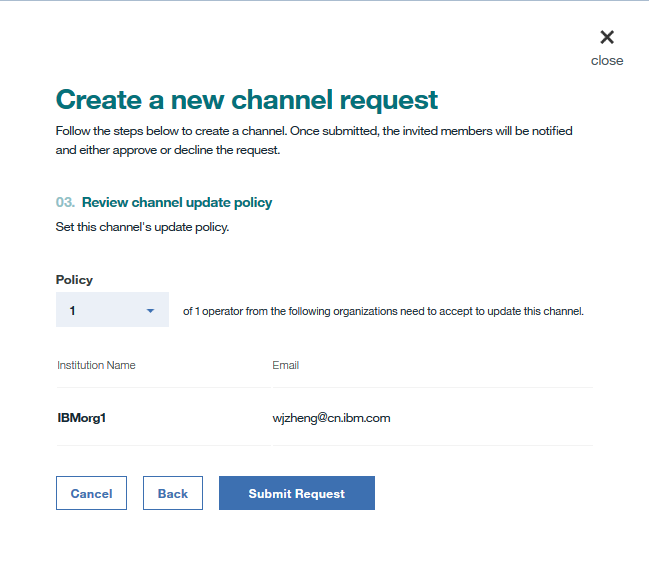 close
Create a new channel request
Follow the steps below to create a channel. Once submitted, the invited members will be notified
and either approve or decline the request.
03. Review channel update policy
Set this channel's update policy.
Policy
1 of 1 operator from the following organizations need to accept to update this channel.
Institution Name Email
IBMorg1 wjzheng@cn.ibm.com
Cancel Back Submit Request